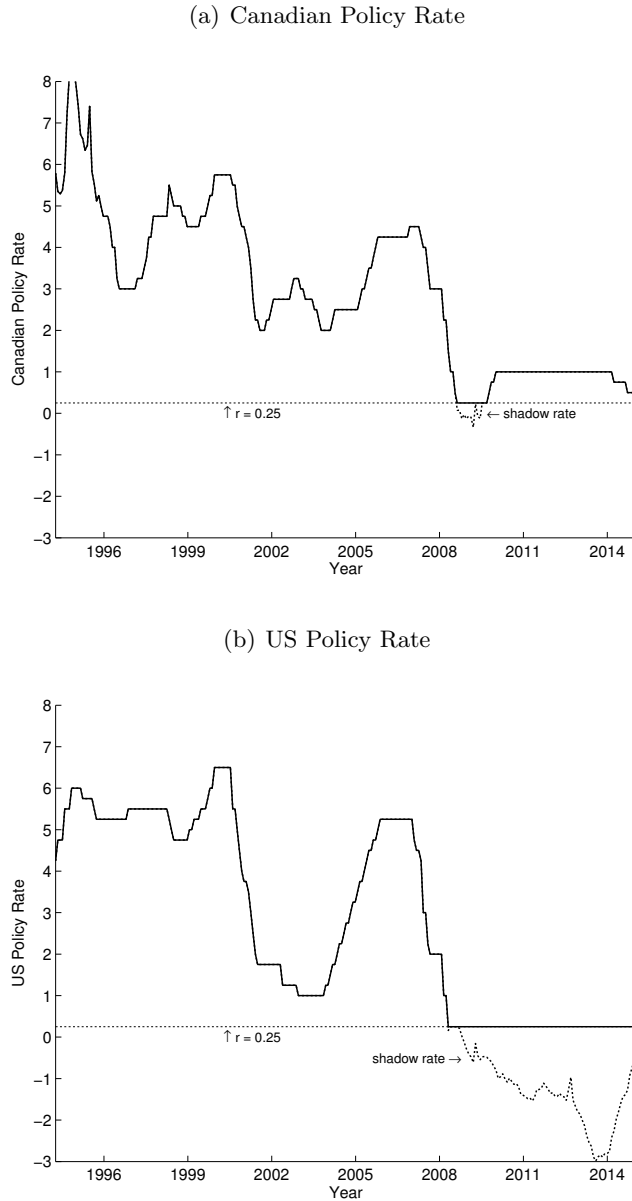 (a) Canadian Policy Rate
8
7
6
5
4
3
2
1
0
−1
−2
−3
Canadian Policy Rate
↑ r = 0.25
← shadow rate
1996 1999 2002 2005 2008 2011 2014
Year
(b) US Policy Rate
8
7
6
5
4
3
2
1
0
−1
−2
−3
US Policy Rate
↑ r = 0.25
shadow rate →
1996 1999 2002 2005 2008 2011 2014
Year